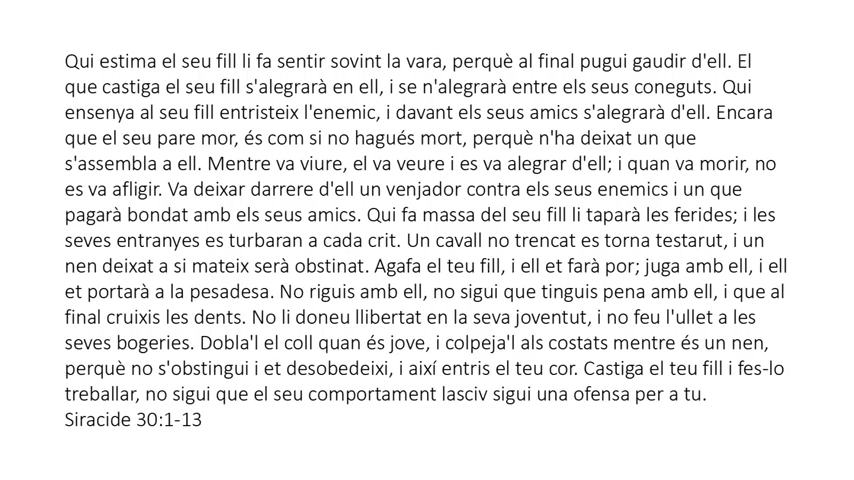 Qui estima el seu fill li fa sentir sovint la vara, perquè al final pugui gaudir d'ell. El
que castiga el seu fill s'alegrarà en ell, i se n'alegrarà entre els seus coneguts. Qui
ensenya al seu fill entristeix l'enemic, i davant els seus amics s'alegrarà d'ell. Encara
que el seu pare mor, és com si no hagués mort, perquè n'ha deixat un que
s'assembla a ell. Mentre va viure, el va veure i es va alegrar d'ell; i quan va morir, no
es va afligir. Va deixar darrere d'ell un venjador contra els seus enemics i un que
pagarà bondat amb els seus amics. Qui fa massa del seu fill li taparà les ferides; i les
seves entranyes es turbaran a cada crit. Un cavall no trencat es torna testarut, i un
nen deixat a si mateix serà obstinat. Agafa el teu fill, i ell et farà por; juga amb ell, i ell
et portarà a la pesadesa. No riguis amb ell, no sigui que tinguis pena amb ell, i que al
final cruixis les dents. No li doneu llibertat en la seva joventut, i no feu l'ullet a les
seves bogeries. Dobla'l el coll quan és jove, i colpeja'l als costats mentre és un nen,
perquè no s'obstingui i et desobedeixi, i així entris el teu cor. Castiga el teu fill i fes-lo
treballar, no sigui que el seu comportament lasciv sigui una ofensa per a tu.
Siracide 30:1-13